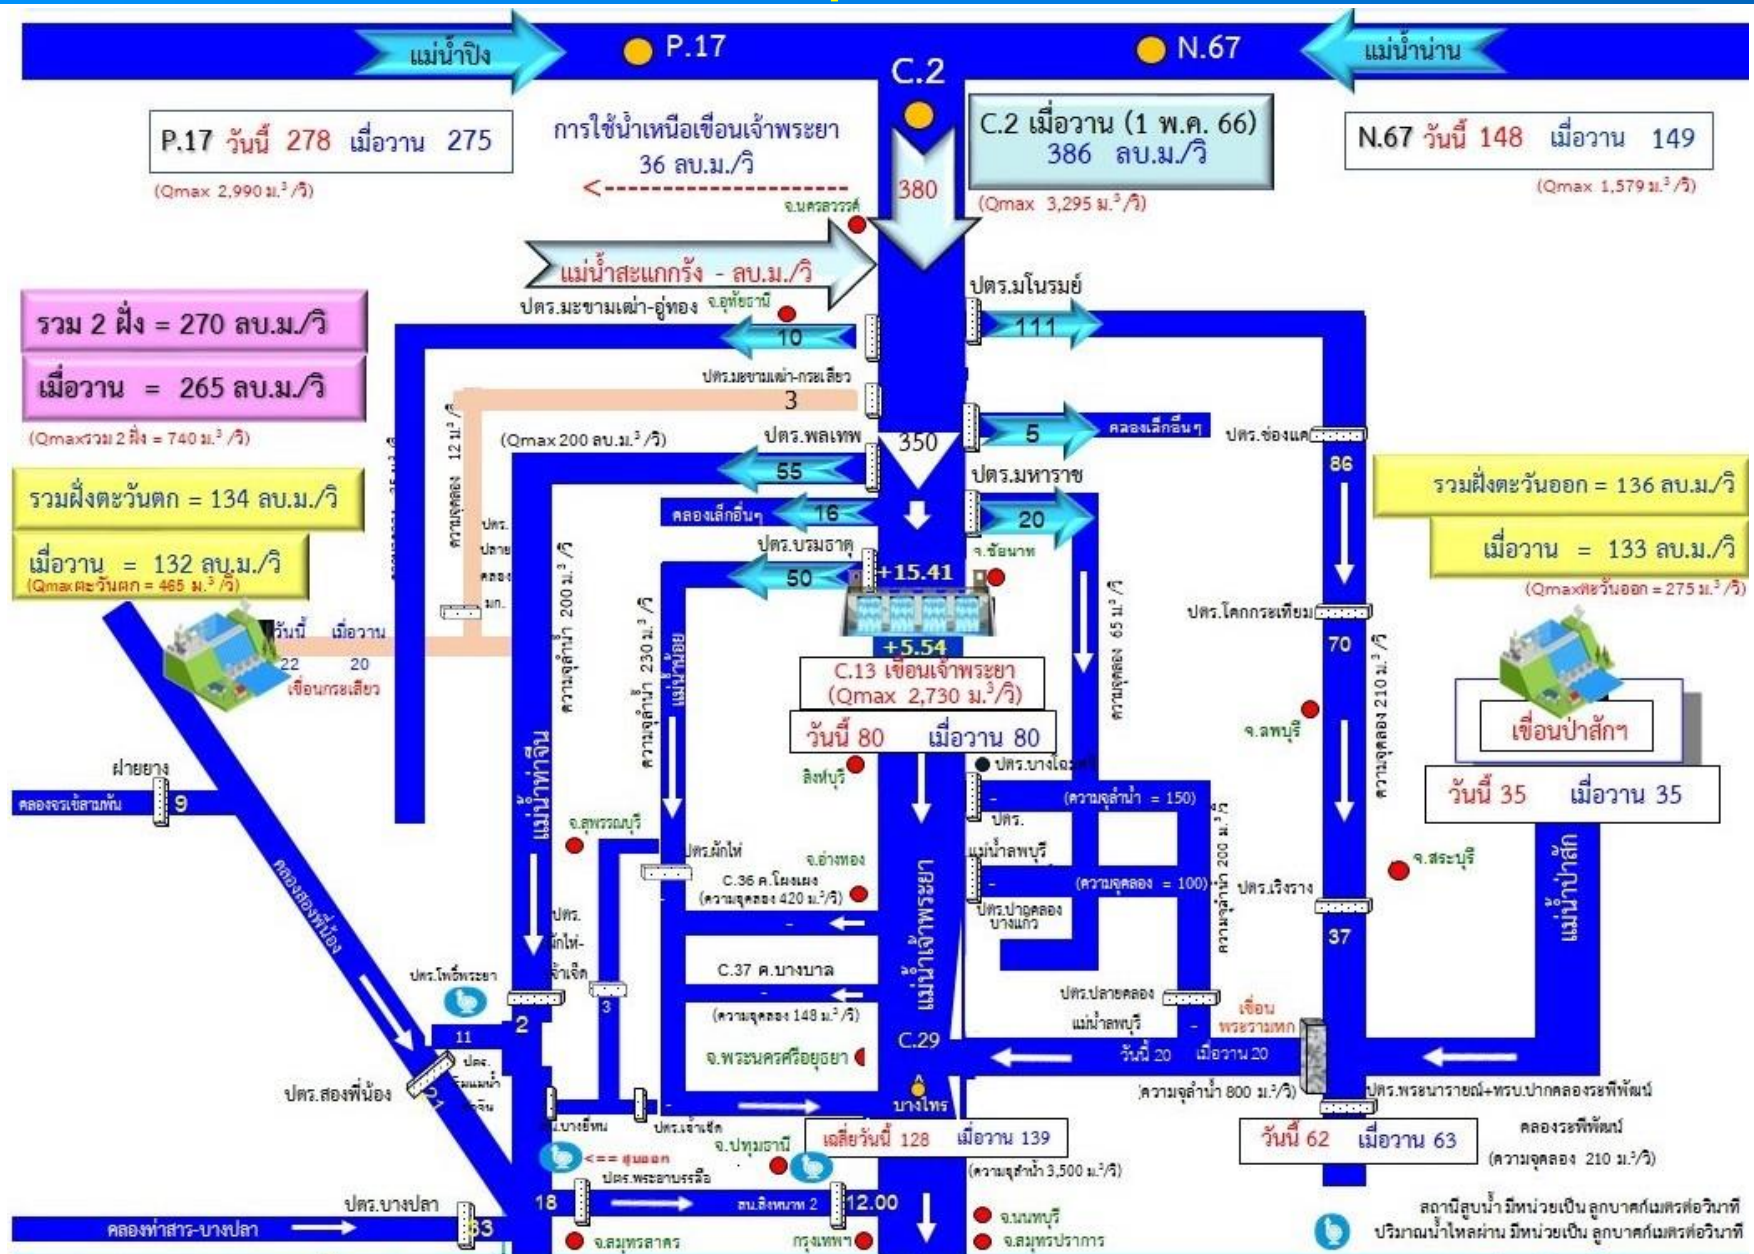 แม่น้ำปิง
P.17
C.2
N.67
แม่น้ำน่าน
P.17 วันนี้ 278 เมื่อวาน 275
(Qmax 2,990 ม.³/วิ)
การใช้น้ำเหนือเขื่อนเจ้าพระยา
36 ลบ.ม./วิ
380
C.2 เมื่อวาน (1 พ.ค. 66)
386 ลบ.ม./วิ
(Qmax 3,295 ม.³/วิ)
N.67 วันนี้ 148 เมื่อวาน 149
(Qmax 1,579 ม.³/วิ)
จ.นครสวรรค์
แม่น้ำสะแกกรัง - ลบ.ม./วิ
ปตร.มะขามเฒ่า-อู่ทอง
จ.อุทัยธานี
10
ปตร.มโนรมย์
111
รวม 2 ฝั่ง = 270 ลบ.ม./วิ
เมื่อวาน = 265 ลบ.ม./วิ
(Qmaxรวม 2 ฝั่ง = 740 ม.³/วิ)
ปตร.มะขามเฒ่า-กระเสียว
3
ความจุคลอง 12 ม.³/วิ
(Qmax 200 ลบ.ม.³/วิ)
ปตร.พลเทพ
55
350
5
คลองเล็กอื่นๆ
ปตร.ช่องแค
86
ปตร.มหาราช
20
คลองเล็กอื่นๆ
16
รวมฝั่งตะวันตก = 134 ลบ.ม./วิ
เมื่อวาน = 132 ลบ.ม./วิ
(Qmaxตะวันตก = 465 ม.³/วิ)
รวมฝั่งตะวันออก = 136 ลบ.ม./วิ
เมื่อวาน = 133 ลบ.ม./วิ
(Qmaxตะวันออก = 275 ม.³/วิ)
ปตร.
ปลาย
คลอง
มก.
ปตร.บรมธาตุ
50
จ.ชัยนาท
+15.41
+5.54
C.13 เขื่อนเจ้าพระยา
(Qmax 2,730 ม.³/วิ)
วันนี้ 80 เมื่อวาน 80
วันนี้ เมื่อวาน
22 20
เขื่อนกระเสียว
ความจุลำน้ำ 200 ม.³/วิ
ความจุลำน้ำ 230 ม.³/วิ
แม่น้ำน้อย
ความจุคลอง 65 ม.³/วิ
ปตร.โคกกระเทียม
70
ความจุคลอง 210 ม.³/วิ
จ.ลพบุรี
เขื่อนป่าสักฯ
วันนี้ 35 เมื่อวาน 35
แม่น้ำท่าจีน
สิงห์บุรี
(ความจุลำน้ำ = 150)
ปตร.
แม่น้ำลพบุรี
(ความจุคลอง = 100)
ปตร.ปากคลอง
บางแก้ว
ความจุลำน้ำ 200 ม.³/วิ
ฝายยาง
คลองจรเข้สามพัน
9
จ.สุพรรณบุรี
ปตร.ผักไห่
จ.อ่างทอง
C.36 ค.โผงเผง
(ความจุคลอง 420 ม.³/วิ)
-
แม่น้ำเจ้าพระยา
ปตร.เริงราง
37
จ.สระบุรี
แม่น้ำป่าสัก
คลองสองพี่น้อง
ปตร.
ผักไห่-
เจ้าเจ็ด
3
C.37 ค.บางบาล
-
(ความจุคลอง 148 ม.³/วิ)
ปตร.โพธิ์พระยา
2
11
ปตร.ปลายคลอง
แม่น้ำลพบุรี
-
เขื่อน
พระรามหก
วันนี้ 20 เมื่อวาน 20
(ความจุลำน้ำ 800 ม.³/วิ)
จ.พระนครศรีอยุธยา
C.29
บางไทร
ปตร.สองพี่น้อง
ปตร.เจ้าเจ็ด
ปตร.พระนารายณ์+ทรบ.ปากคลองระพีพัฒน์
เฉลี่ยวันนี้ 128 เมื่อวาน 139
(ความจุลำน้ำ 3,500 ม.³/วิ)
วันนี้ 62 เมื่อวาน 63
คลองระพีพัฒน์
(ความจุคลอง 210 ม.³/วิ)
<== สูบออก
จ.ปทุมธานี
ปตร.พระยาบรรลือ
18
สน.สิงหนาท 2
12.00
ปตร.บางปลา
คลองท่าสาร-บางปลา
33
จ.สมุทรสาคร
กรุงเทพฯ
จ.นนทบุรี
จ.สมุทรปราการ
สถานีสูบน้ำ มีหน่วยเป็น ลูกบาศก์เมตรต่อวินาที
ปริมาณน้ำไหลผ่าน มีหน่วยเป็น ลูกบาศก์เมตรต่อวินาที